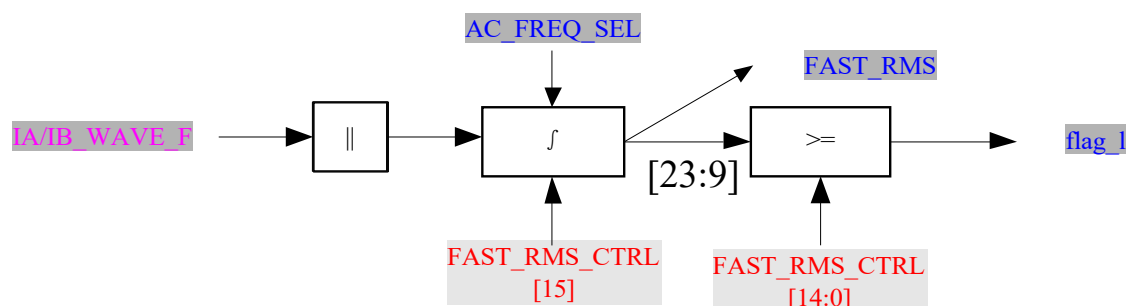 AC_FREQ_SEL
FAST_RMS
IA/IB_WAVE_F
||
∫
>=
flag_l
[23:9]
FAST_RMS_CTRL
[15]
FAST_RMS_CTRL
[14:0]